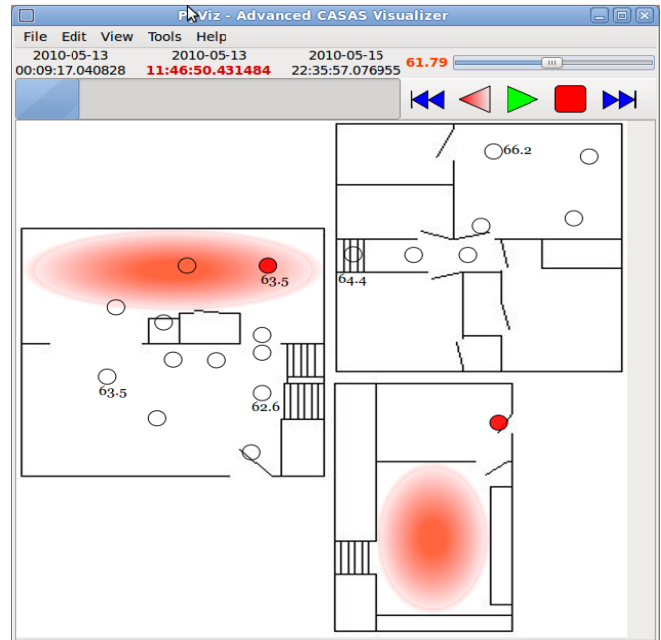 Viz - Advanced CASAS Visualizer
File Edit View Tools Help
2010-05-13 2010-05-13 2010-05-15
00:09:17.040828 11:46:50.431484 22:35:57.076955 61.79
66.2
63.5
64.4
63.5
62.6